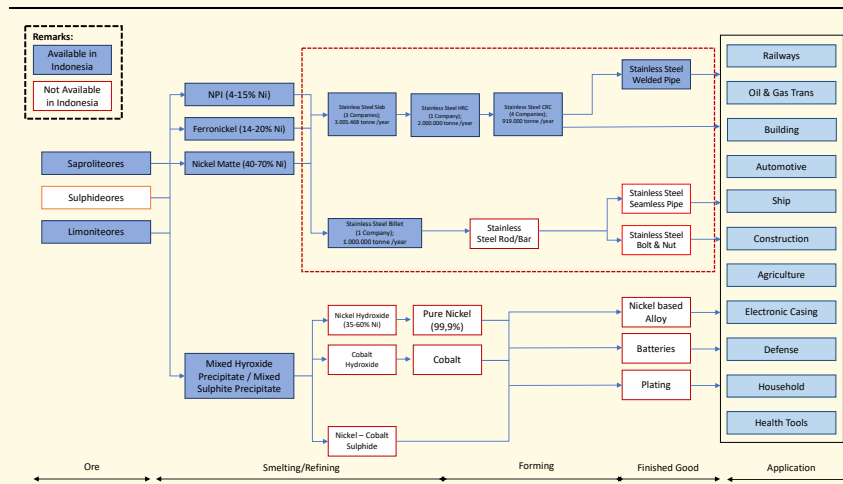 Remarks:
Available in
Indonesia
Not Available
in Indonesia
Saproliteores
Sulphideores
Limoniteores
NPI (4-15% Ni)
Ferronickel (14-20% Ni)
Nickel Matte (40-70% Ni)
Mixed Hyroxide
Precipitate / Mixed
Sulphite Precipitate
Stainless Steel Slab
(3 Companies);
3.005.468 tonne /year
Stainless Steel HRC
(1 Company);
2.000.000 tonne /year
Stainless Steel CRC
(4 Companies);
919.000 tonne /year
Stainless Steel
Welded Pipe
Stainless Steel Billet
(1 Company);
1.000.000 tonne /year
Stainless
Steel Rod/Bar
Stainless Steel
Seamless Pipe
Stainless Steel
Bolt & Nut
Nickel Hydroxide
(35-60% Ni)
Pure Nickel
(99,9%)
Cobalt
Hydroxide
Cobalt
Nickel – Cobalt
Sulphide
Nickel based
Alloy
Batteries
Plating
Railways
Oil & Gas Trans
Building
Automotive
Ship
Construction
Agriculture
Electronic Casing
Defense
Household
Health Tools
Ore
Smelting/Refining
Forming
Finished Good
Application